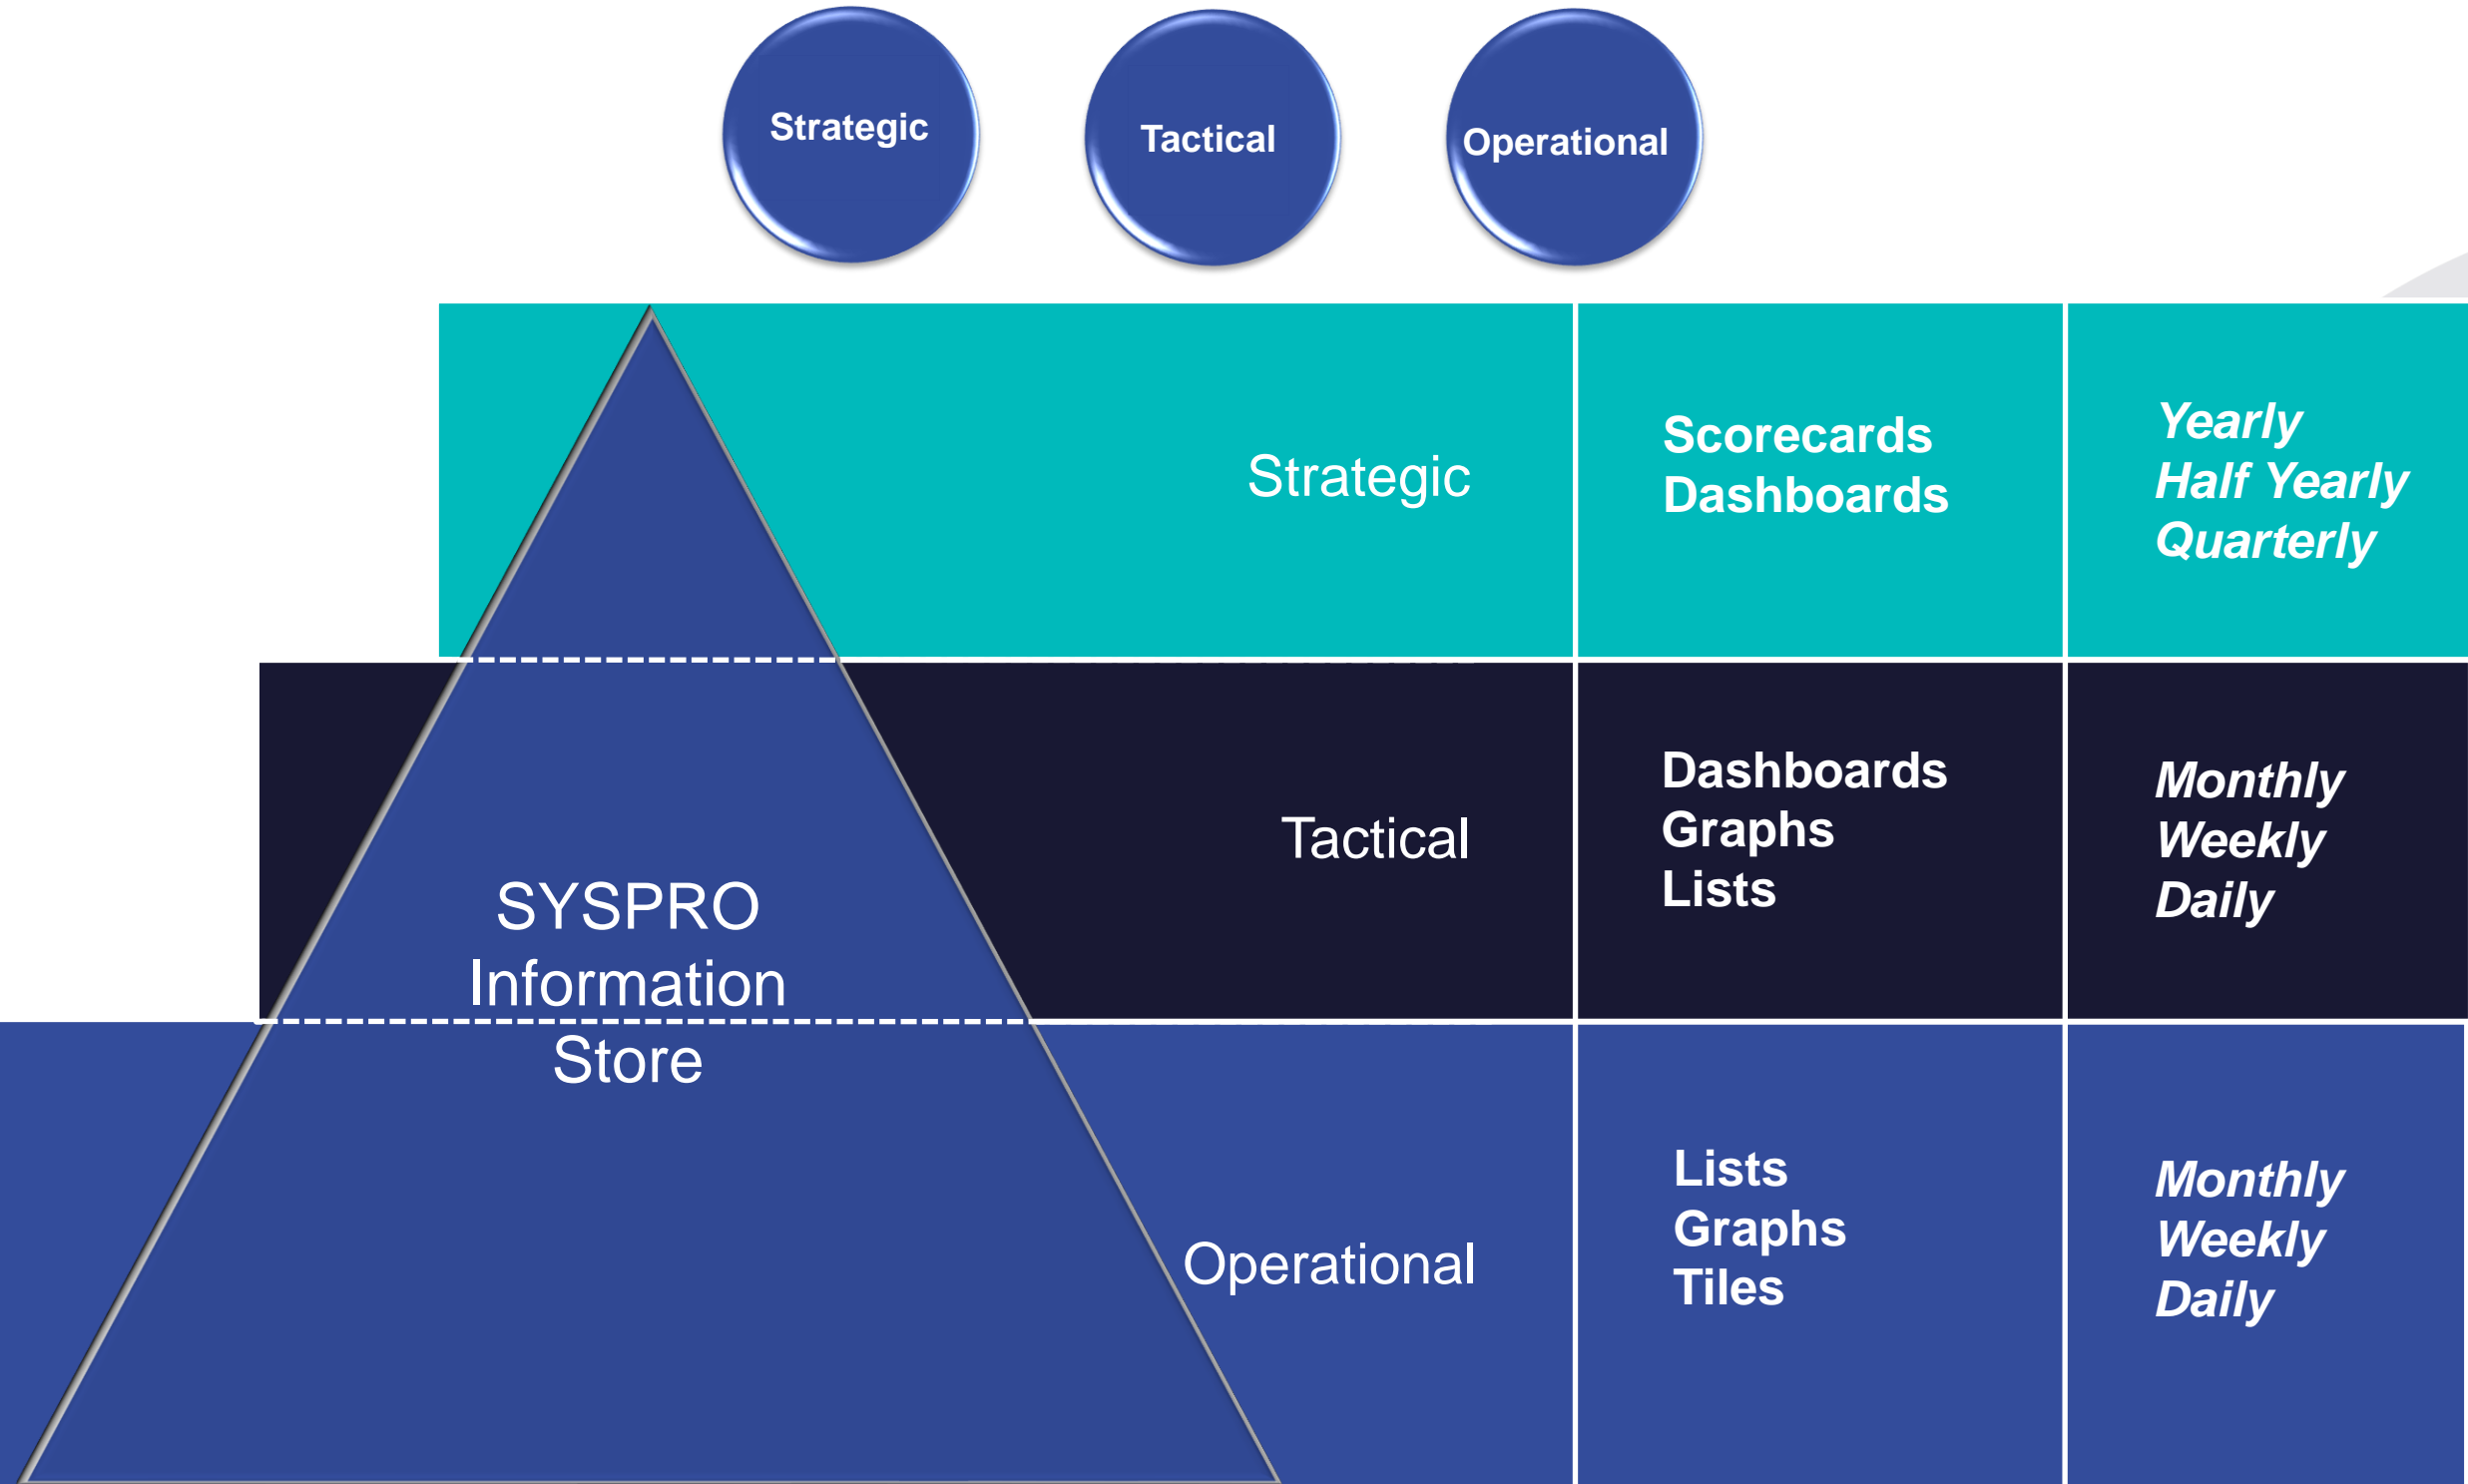 Strategic
Tactical
Operational
Strategic
Scorecards
Dashboards
Yearly
Half Yearly
Quarterly
Tactical
Dashboards
Graphs
Lists
Monthly
Weekly
Daily
SYSPRO
Information
Store
Operational
Lists
Graphs
Tiles
Monthly
Weekly
Daily